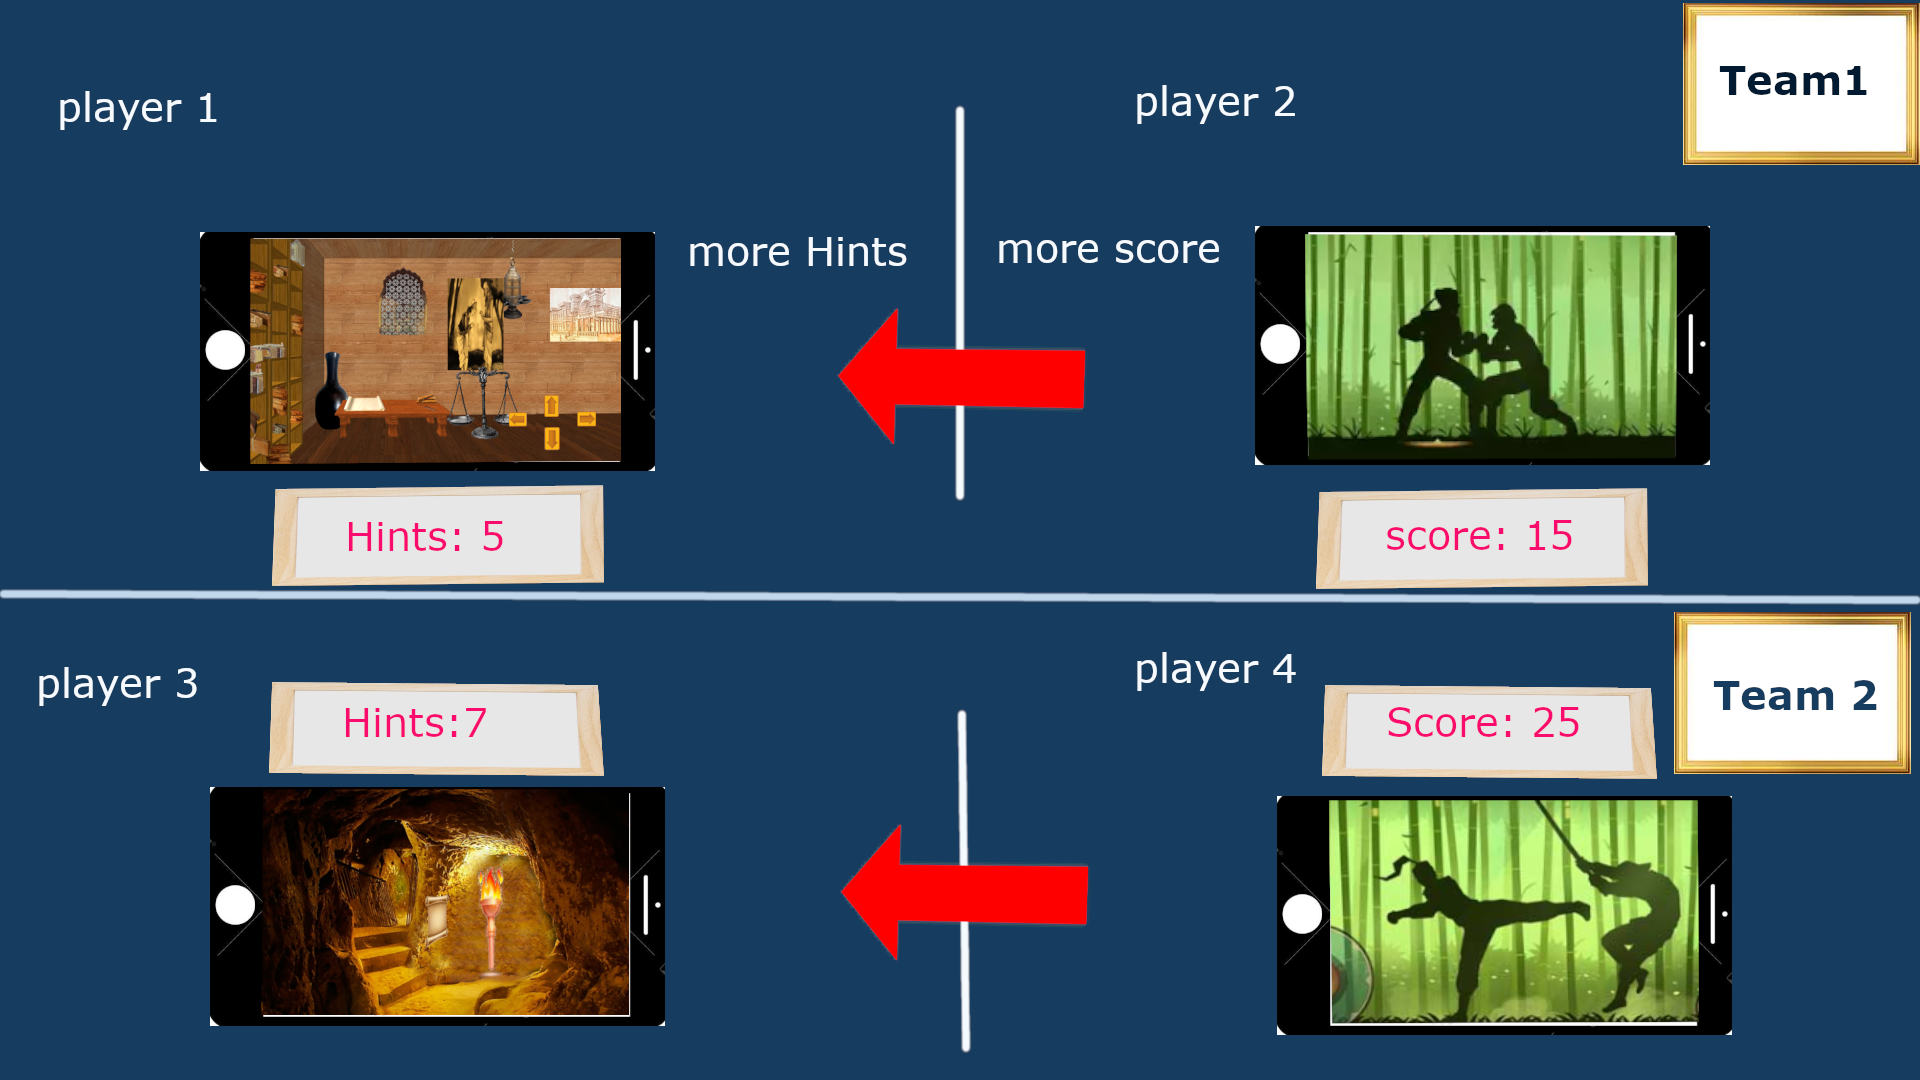 Team1
player 1
player 2
more Hints
more score
Hints: 5
score: 15
player 3
player 4
Team 2
Hints:7
Score: 25